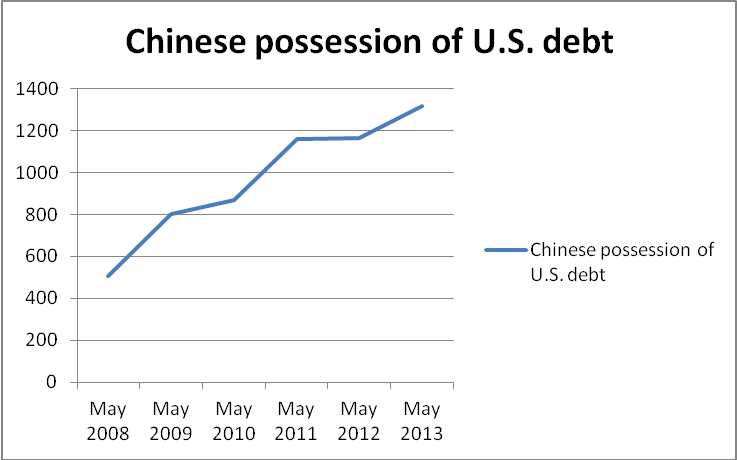 Chinese possession of U.S. debt
1400
1200
1000
800
600
400
200
0
May 2008
May 2009
May 2010
May 2011
May 2012
May 2013
Chinese possession of
U.S. debt